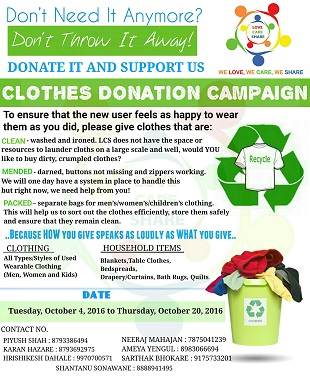 Don't Need It Anymore?
Don't Throw It Away!
DONATE IT AND SUPPORT US
LOVE
CARE
SHARE
WE LOVE, WE CARE, WE SHARE
CLOTHES DONATION CAMPAIGN
To ensure that the new user feels as happy to wear
them as you did, please give clothes that are:
CLEAN - washed and ironed. LCS does not have the space or
resources to launder cloths on a large scale and well, would YOU
like to buy dirty, crumpled clothes?
Recycle
MENDED - darned, buttons not missing and zippers working.
We will one day have a system in place to handle this
but right now, we need help from you!
PACKED - separate bags for men's/women's/children's clothing.
This will help us to sort out the clothes efficiently, store them safely
and ensure that they remain clean.
SHARE
..Because HOW you give speaks as loudly as WHAT you give..
CLOTHING
All Types/Styles of Used
Wearable Clothing
(Men, Women and Kids)
HOUSEHOLD ITEMS
Blankets,Table Clothes,
Bedspreads,
Drapery/Curtains, Bath Rugs, Quilts.
DATE
Tuesday, October 4, 2016 to Thursday, October 20, 2016
CONTACT NO.
PIYUSH SHAH : 8793386494
KARAN HAZARE : 8793692975
HRISHIKESH DAHALE : 9970700571
NEERAJ MAHAJAN : 7875041239
AMEYA YENGUL : 8983066694
SARTHAK BHOKARE : 9175733201
SHANTANU SONAWANE : 8888941495